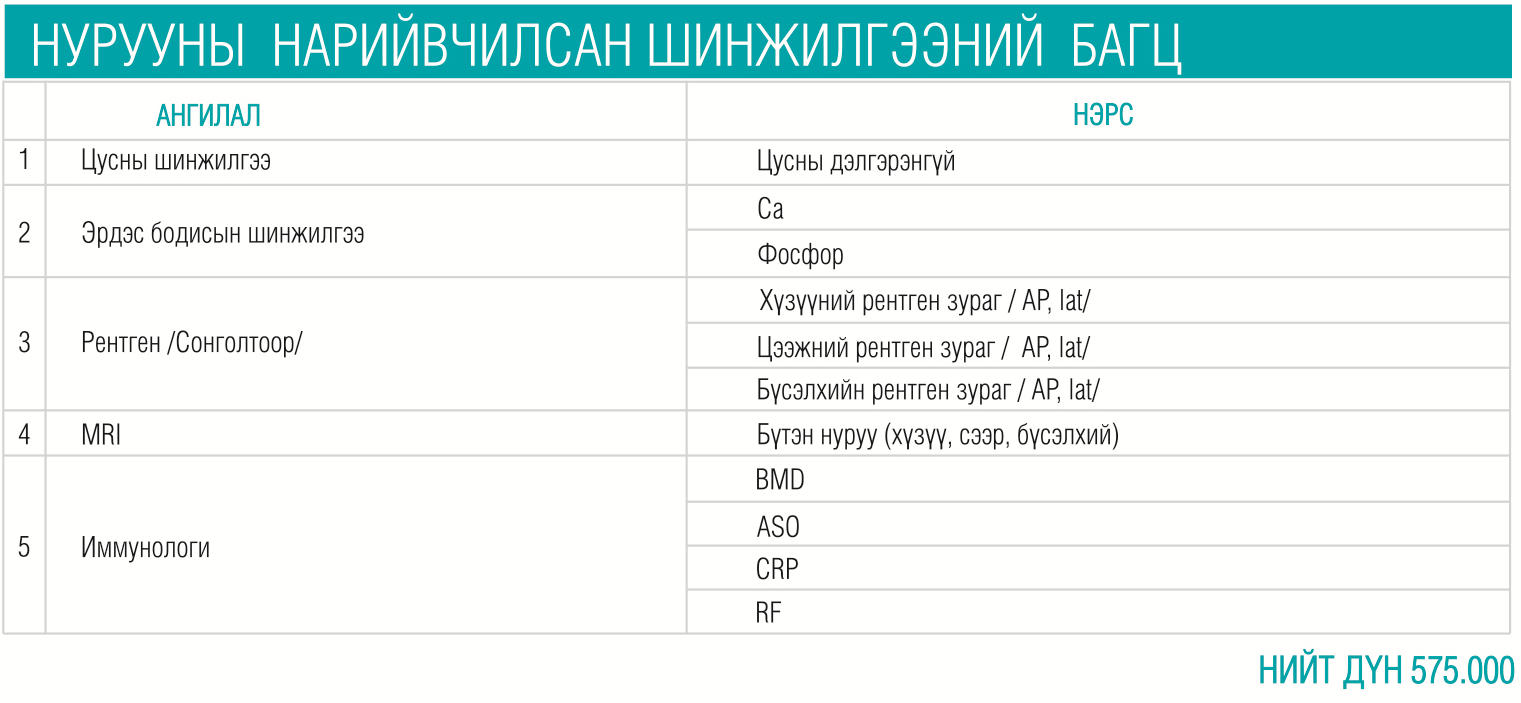 НУРУУНЫ НАРИЙВЧИЛСАН ШИНЖИЛГЭЭНИЙ БАГЦ
АНГИЛАЛ НЭРС
1 Цусны шинжилгээ Цусны дэлгэрэнгүй
2 Эрдэс бодисын шинжилгээ Ca
Фосфор
3 Рентген /Сонголтоор/ Хүзүүний рентген зураг / AP, lat/
Цээжний рентген зураг / AP, lat/
Бүсэлхийн рентген зураг / AP, lat/
4 MRI Бүтэн нуруу (хүзүү, сээр, бүсэлхий)
5 Иммунологи BMD
ASO
CRP
RF
НИЙТ ДҮН 575.000